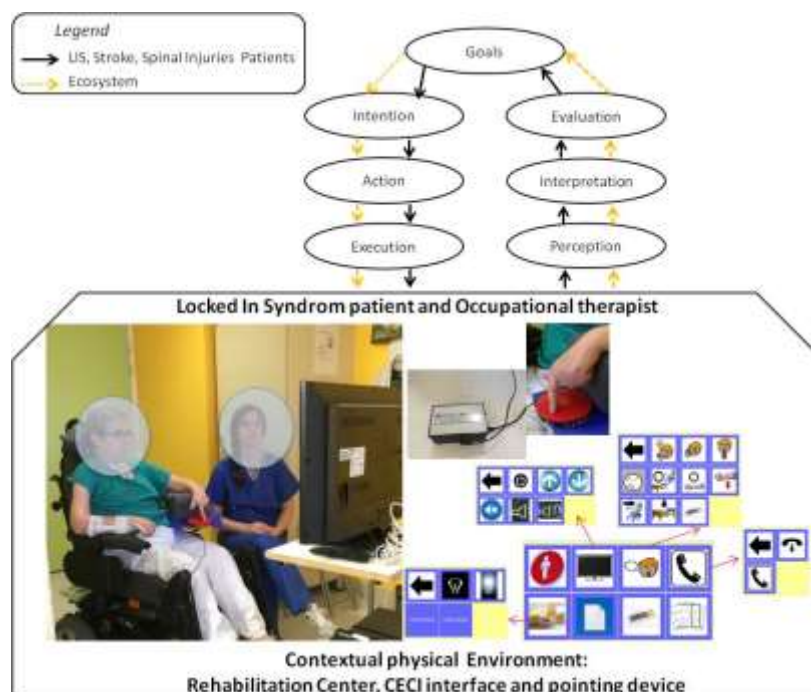 Legend
LIS, Stroke, Spinal Injuries Patients
Ecosystem
Goals
Intention
Evaluation
Action
Interpretation
Execution
Perception
Locked In Syndrom patient and Occupational therapist
Contextual physical Environment:
Rehabilitation Center, CECI interface and pointing device